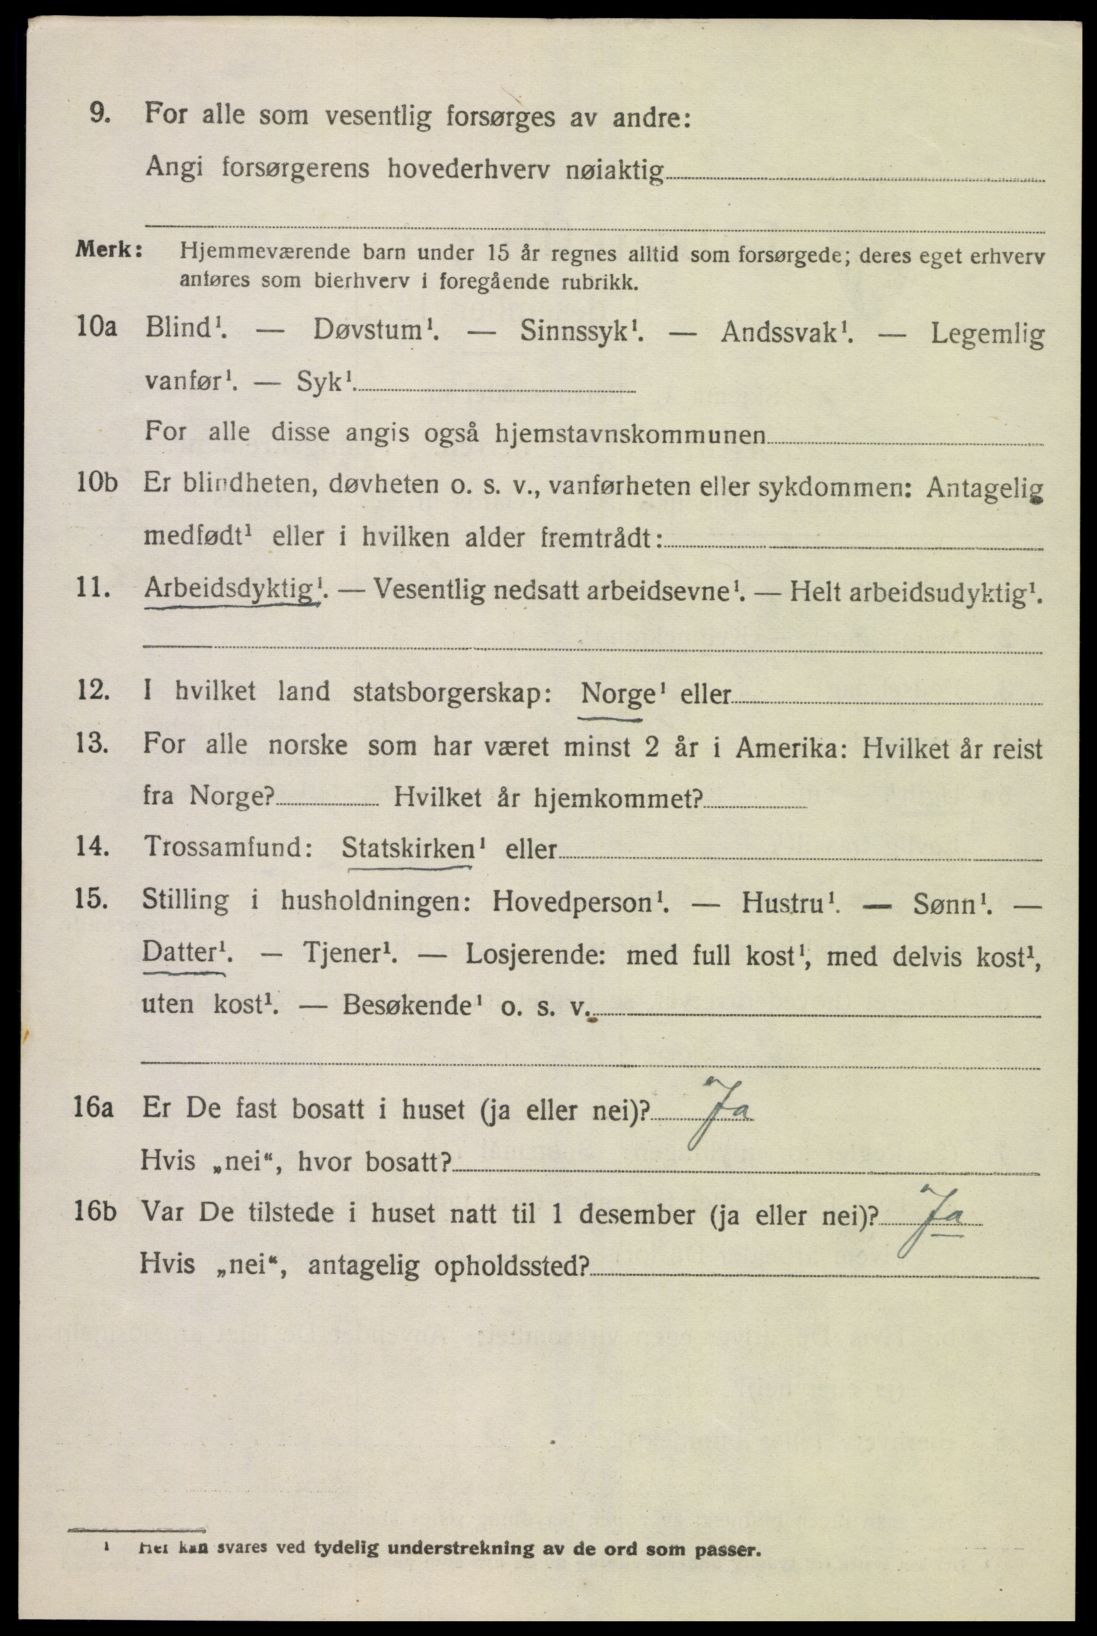 9. For alle som vesentlig forsørges av andre:
Angi forsørgerens hovederhverv nøiaktig
Merk: Hjemmeværende barn under 15 år regnes alltid som forsørgede; deres eget erhverv
anføres som bierhverv i foregående rubrikk.
10a Blind¹. — Døvstum¹. — Sinnssyk¹. — Andssvak¹. — Legemlig
vanfør¹. — Syk¹.
For alle disse angis også hjemstavnskommunen
10b Er blindheten, døvheten o. s. v., vanførheten eller sykdommen: Antagelig
medfødt¹ eller i hvilken alder fremtrådt:
11. Arbeidsdyktig¹. — Vesentlig nedsatt arbeidsevne¹. — Helt arbeidsudyktig¹.
12. I hvilket land statsborgerskap: Norge¹ eller
13. For alle norske som har været minst 2 år i Amerika: Hvilket år reist
fra Norge? Hvilket år hjemkommet?
14. Trossamfund: Statskirken¹ eller
15. Stilling i husholdningen: Hovedperson¹. — Hustru¹. — Sønn¹. —
Datter¹. — Tjener¹. — Losjerende: med full kost¹, med delvis kost¹,
uten kost¹. — Besøkende¹ o. s. v.
16a Er De fast bosatt i huset (ja eller nei)? Ja
Hvis „nei“, hvor bosatt?
16b Var De tilstede i huset natt til 1 desember (ja eller nei)? Ja
Hvis „nei“, antagelig opholdssted?
¹ Her kan svares ved tydelig understrekning av de ord som passer.